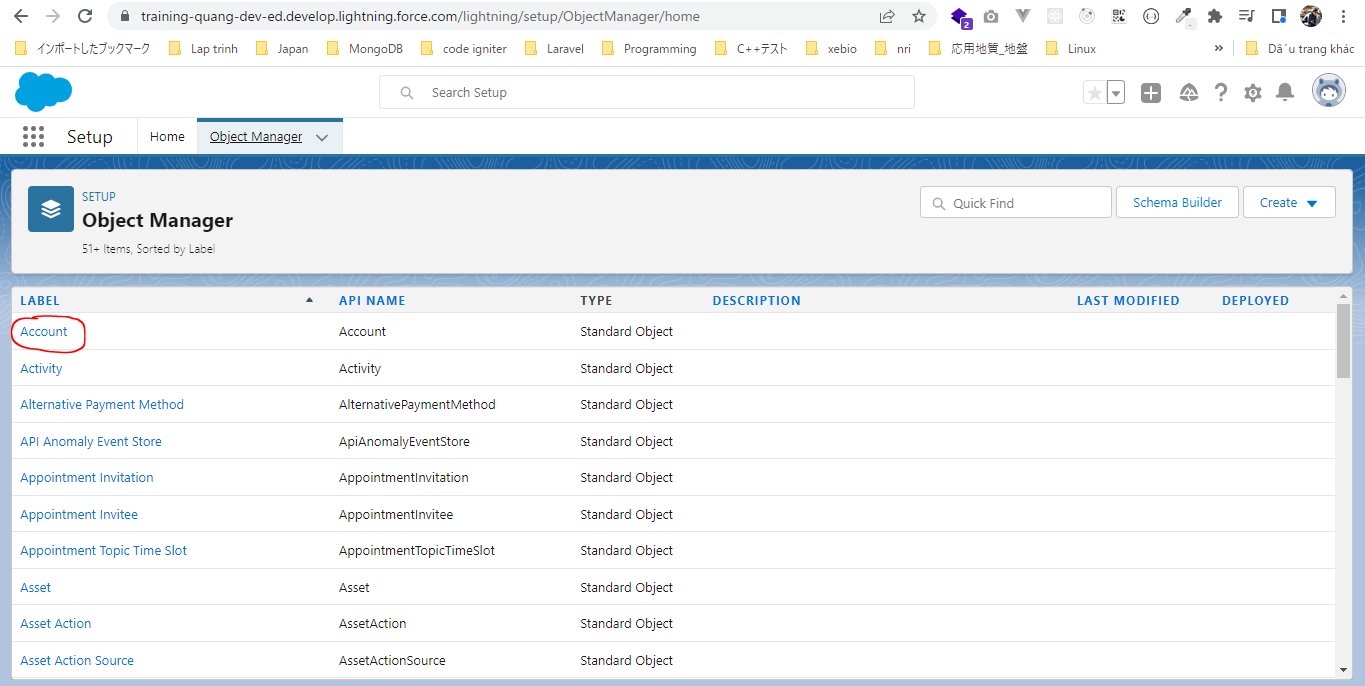 training-quang-dev-ed.develop.lightning.force.com/lightning/setup/ObjectManager/home
2
インポートしたブックマーク Lap trinh Japan MongoDB code igniter Laravel Programming C++テスト xebio nri 応用地質_地盤 Linux » Dấu trang khác
Search Setup
Setup Home Object Manager
SETUP
Object Manager
51+ Items, Sorted by Label
Quick Find Schema Builder Create
LABEL API NAME TYPE DESCRIPTION LAST MODIFIED DEPLOYED
Account Account Standard Object
Activity Activity Standard Object
Alternative Payment Method AlternativePaymentMethod Standard Object
API Anomaly Event Store ApiAnomalyEventStore Standard Object
Appointment Invitation AppointmentInvitation Standard Object
Appointment Invitee AppointmentInvitee Standard Object
Appointment Topic Time Slot AppointmentTopicTimeSlot Standard Object
Asset Asset Standard Object
Asset Action AssetAction Standard Object
Asset Action Source AssetActionSource Standard Object